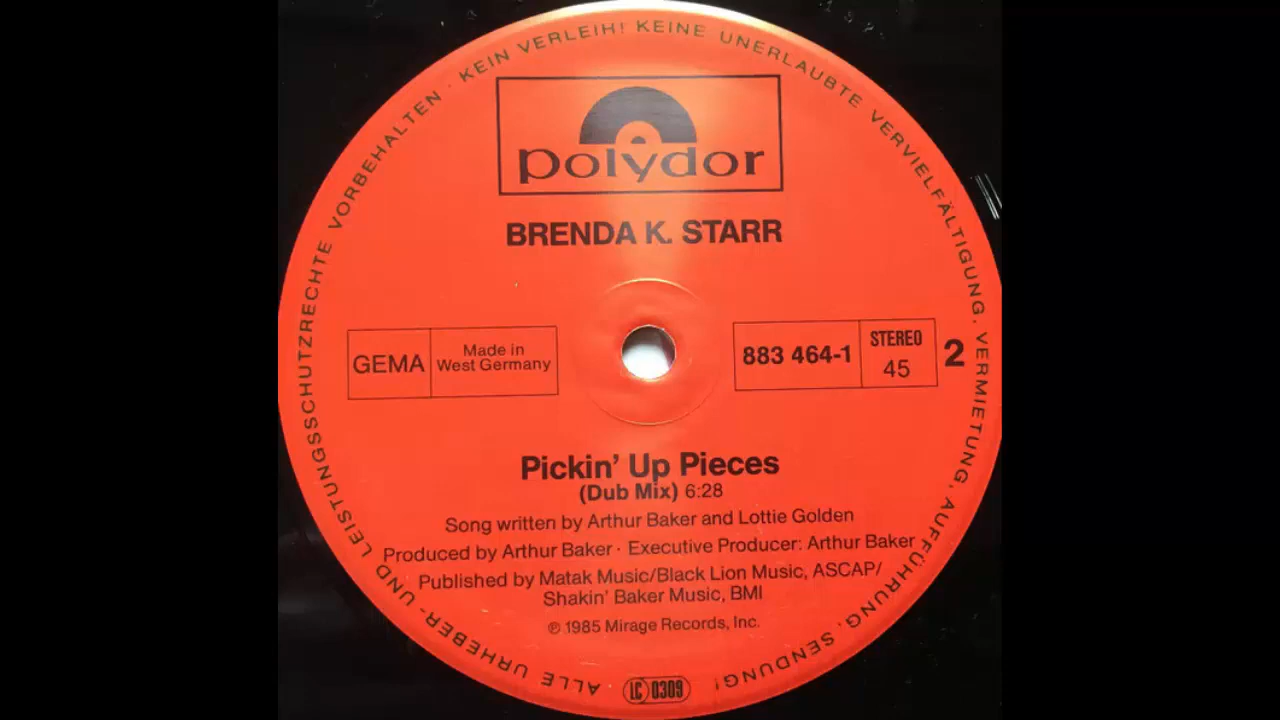 polydor
BRENDA K. STARR
GEMA
Made in
West Germany
883 464-1
STEREO
45
2
Pickin' Up Pieces
(Dub Mix) 6:28
Song written by Arthur Baker and Lottie Golden
Produced by Arthur Baker · Executive Producer: Arthur Baker
Published by Matak Music/Black Lion Music, ASCAP/
Shakin' Baker Music, BMI
℗ 1985 Mirage Records, Inc.
LC 0309
ALLE URHEBER- UND LEISTUNGSSCHUTZRECHTE VORBEHALTEN · KEIN VERLEIH! KEINE UNERLAUBTE VERVIELFÄLTIGUNG, VERMIETUNG, AUFFÜHRUNG, SENDUNG!